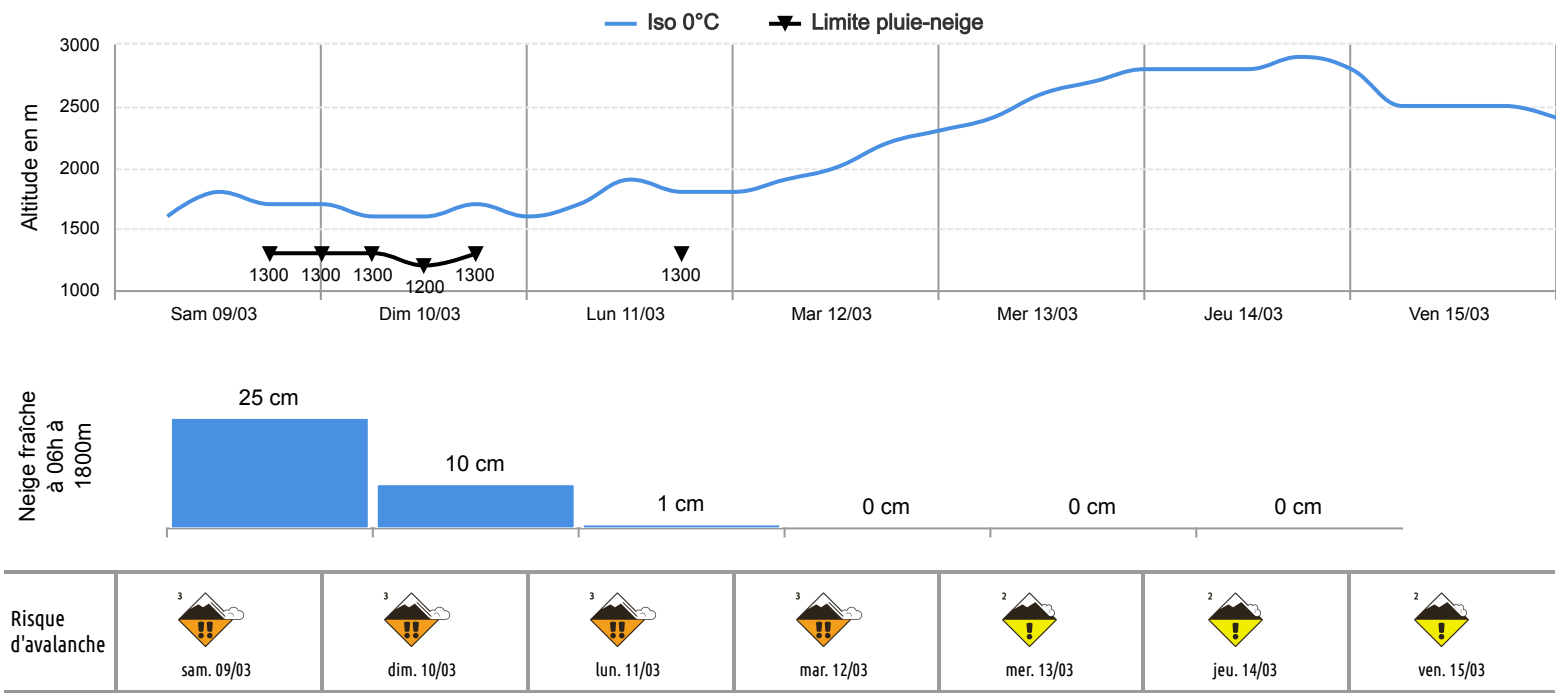 Iso 0°C Limite pluie-neige
3000
2500
2000
1500
1000
Altitude en m
1300 1300 1300 1200 1300 1300
Sam 09/03 Dim 10/03 Lun 11/03 Mar 12/03 Mer 13/03 Jeu 14/03 Ven 15/03
Neige fraîche
à 06h à
1800m
25 cm 10 cm 1 cm 0 cm 0 cm 0 cm
Risque
d'avalanche
3 3 3 3 2 2 2
!! !! !! !! ! ! !
sam. 09/03 dim. 10/03 lun. 11/03 mar. 12/03 mer. 13/03 jeu. 14/03 ven. 15/03